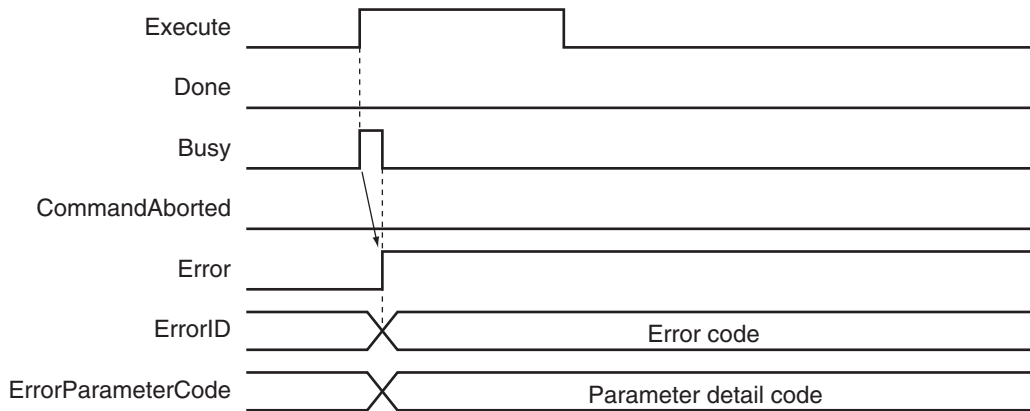 Execute
Done
Busy
CommandAborted
Error
ErrorID
Error code
ErrorParameterCode
Parameter detail code